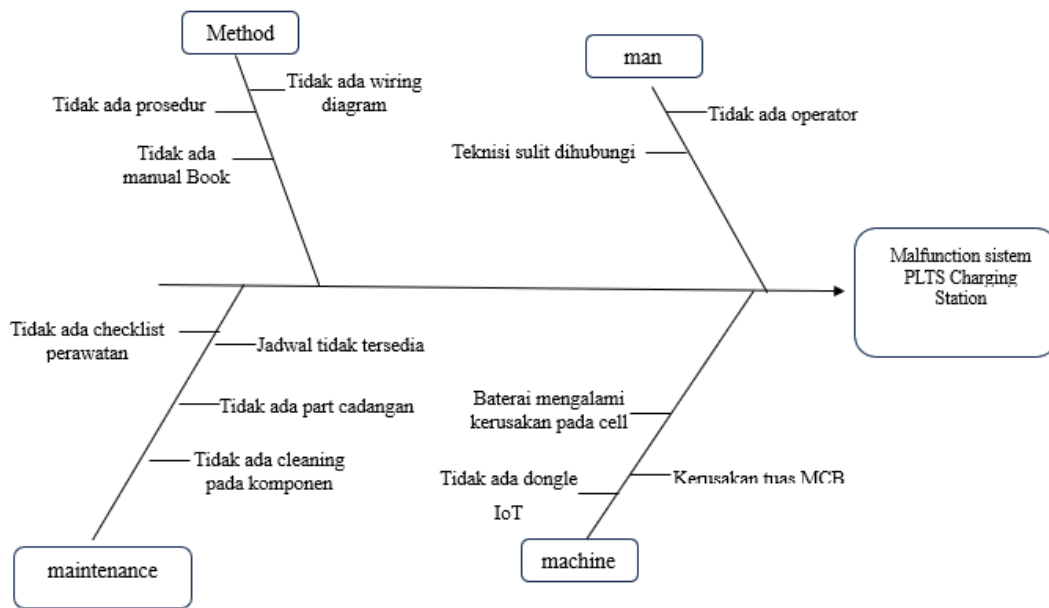 Method
man
Tidak ada wiring
diagram
Tidak ada prosedur
Tidak ada operator
Tidak ada
manual Book
Teknisi sulit dihubungi
Malfunction sistem
PLTS Charging
Station
Tidak ada checklist
perawatan
Jadwal tidak tersedia
Tidak ada part cadangan
Baterai mengalami
kerusakan pada cell
Tidak ada cleaning
pada komponen
Tidak ada dongle
IoT
Kerusakan tuas MCB
maintenance
machine